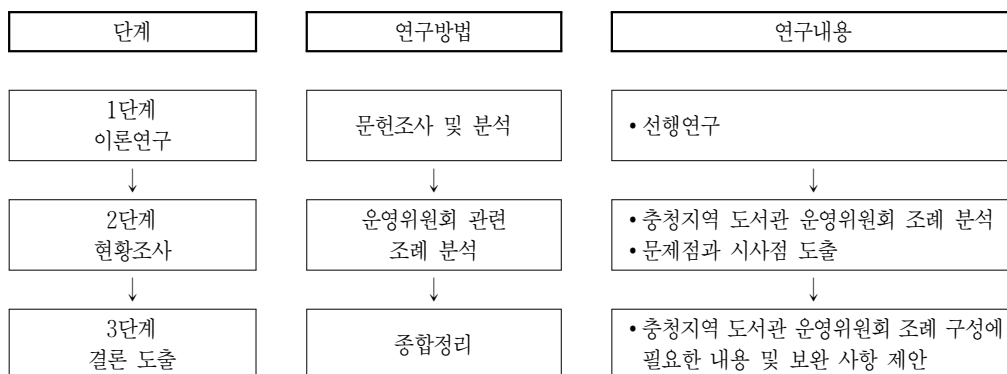 단계
연구방법
연구내용
1단계
이론연구
문헌조사 및 분석
• 선행연구
↓
↓
↓
2단계
현황조사
운영위원회 관련
조례 분석
• 충청지역 도서관 운영위원회 조례 분석
• 문제점과 시사점 도출
↓
↓
↓
3단계
결론 도출
종합정리
• 충청지역 도서관 운영위원회 조례 구성에
필요한 내용 및 보완 사항 제안